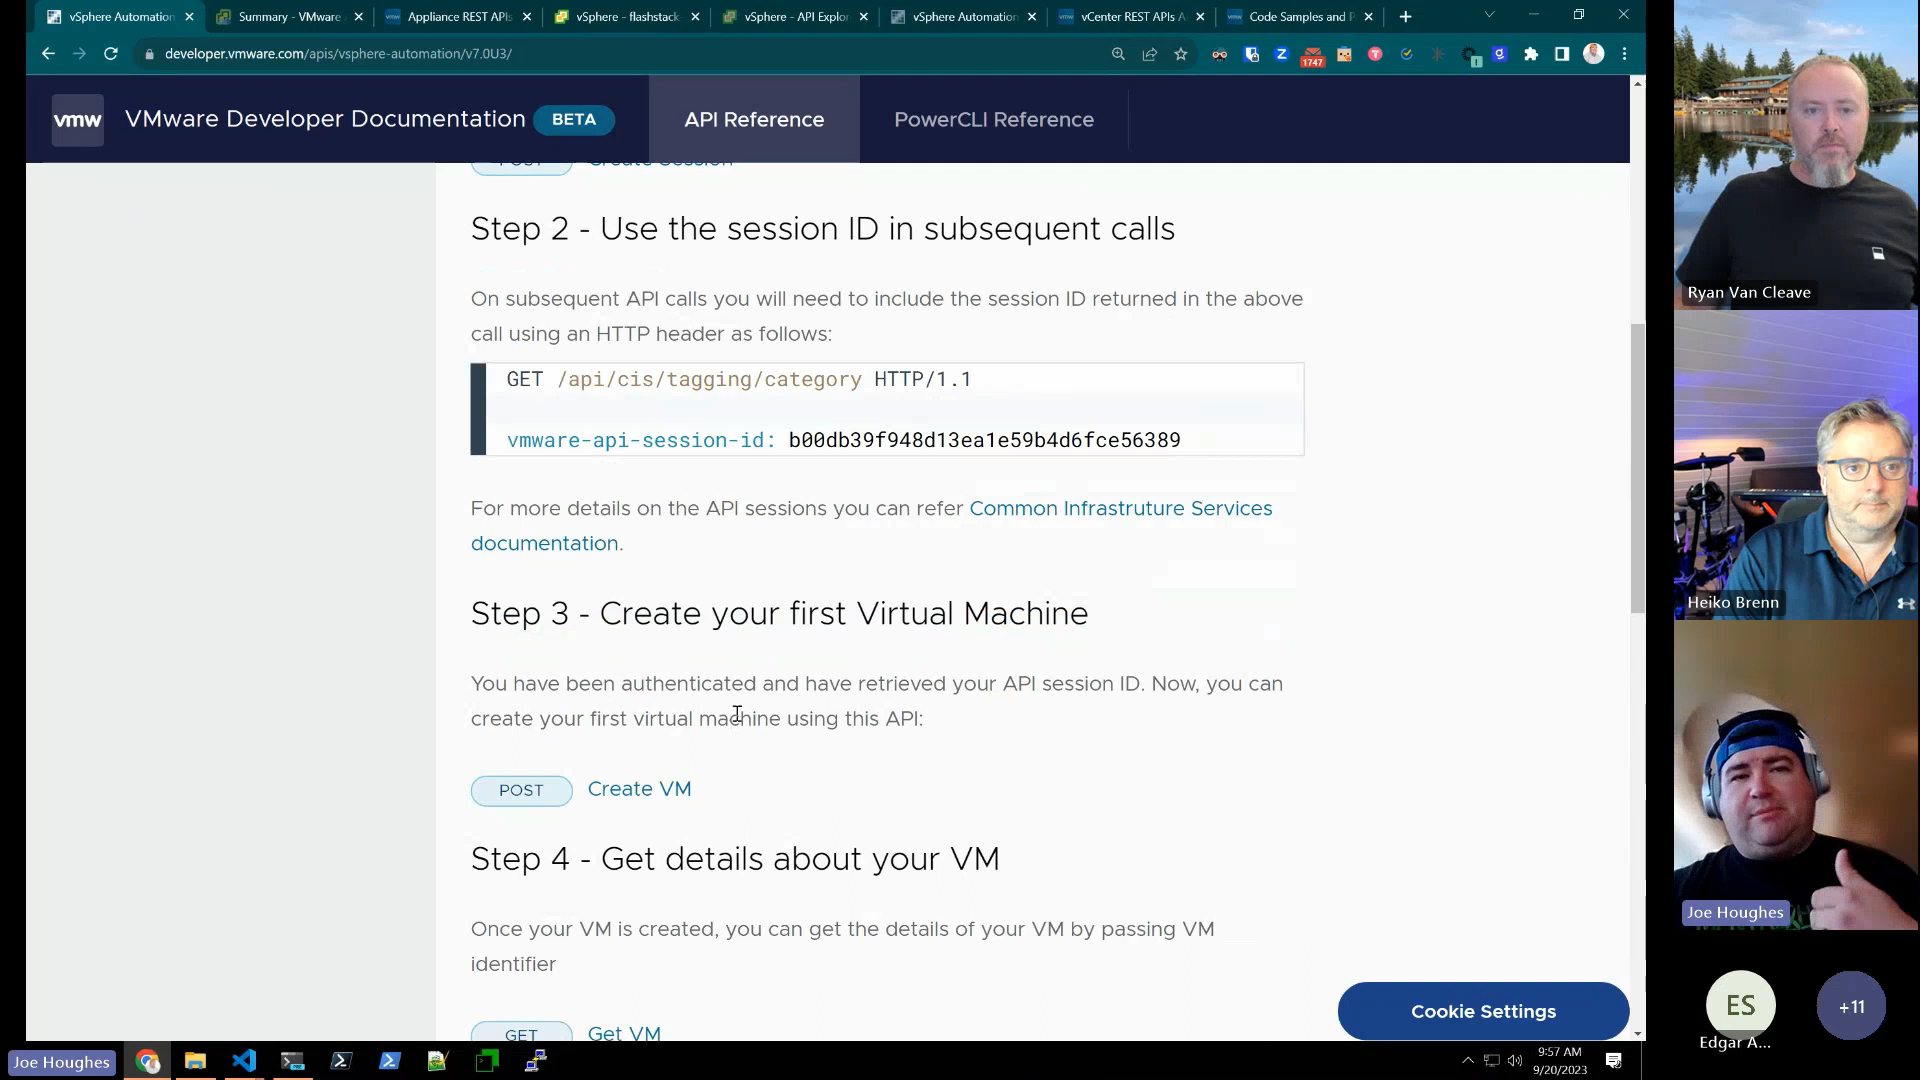 vSphere Automation
Summary - VMware
Appliance REST APIs
vSphere - flashstack
vSphere - API Explor
vSphere Automation
vCenter REST APIs A
Code Samples and P
developer.vmware.com/apis/vsphere-automation/v7.0U3/
1747
vmw
VMware Developer Documentation
BETA
API Reference
PowerCLI Reference
POST
Create Session
Step 2 - Use the session ID in subsequent calls
On subsequent API calls you will need to include the session ID returned in the above
call using an HTTP header as follows:
GET /api/cis/tagging/category HTTP/1.1
vmware-api-session-id: b00db39f948d13ea1e59b4d6fce56389
For more details on the API sessions you can refer Common Infrastruture Services
documentation.
Step 3 - Create your first Virtual Machine
You have been authenticated and have retrieved your API session ID. Now, you can
create your first virtual machine using this API:
POST
Create VM
Step 4 - Get details about your VM
Once your VM is created, you can get the details of your VM by passing VM
identifier
GET
Get VM
Cookie Settings
Ryan Van Cleave
Heiko Brenn
Joe Houghes
ES
Edgar A...
+11
Joe Houghes
9:57 AM
9/20/2023